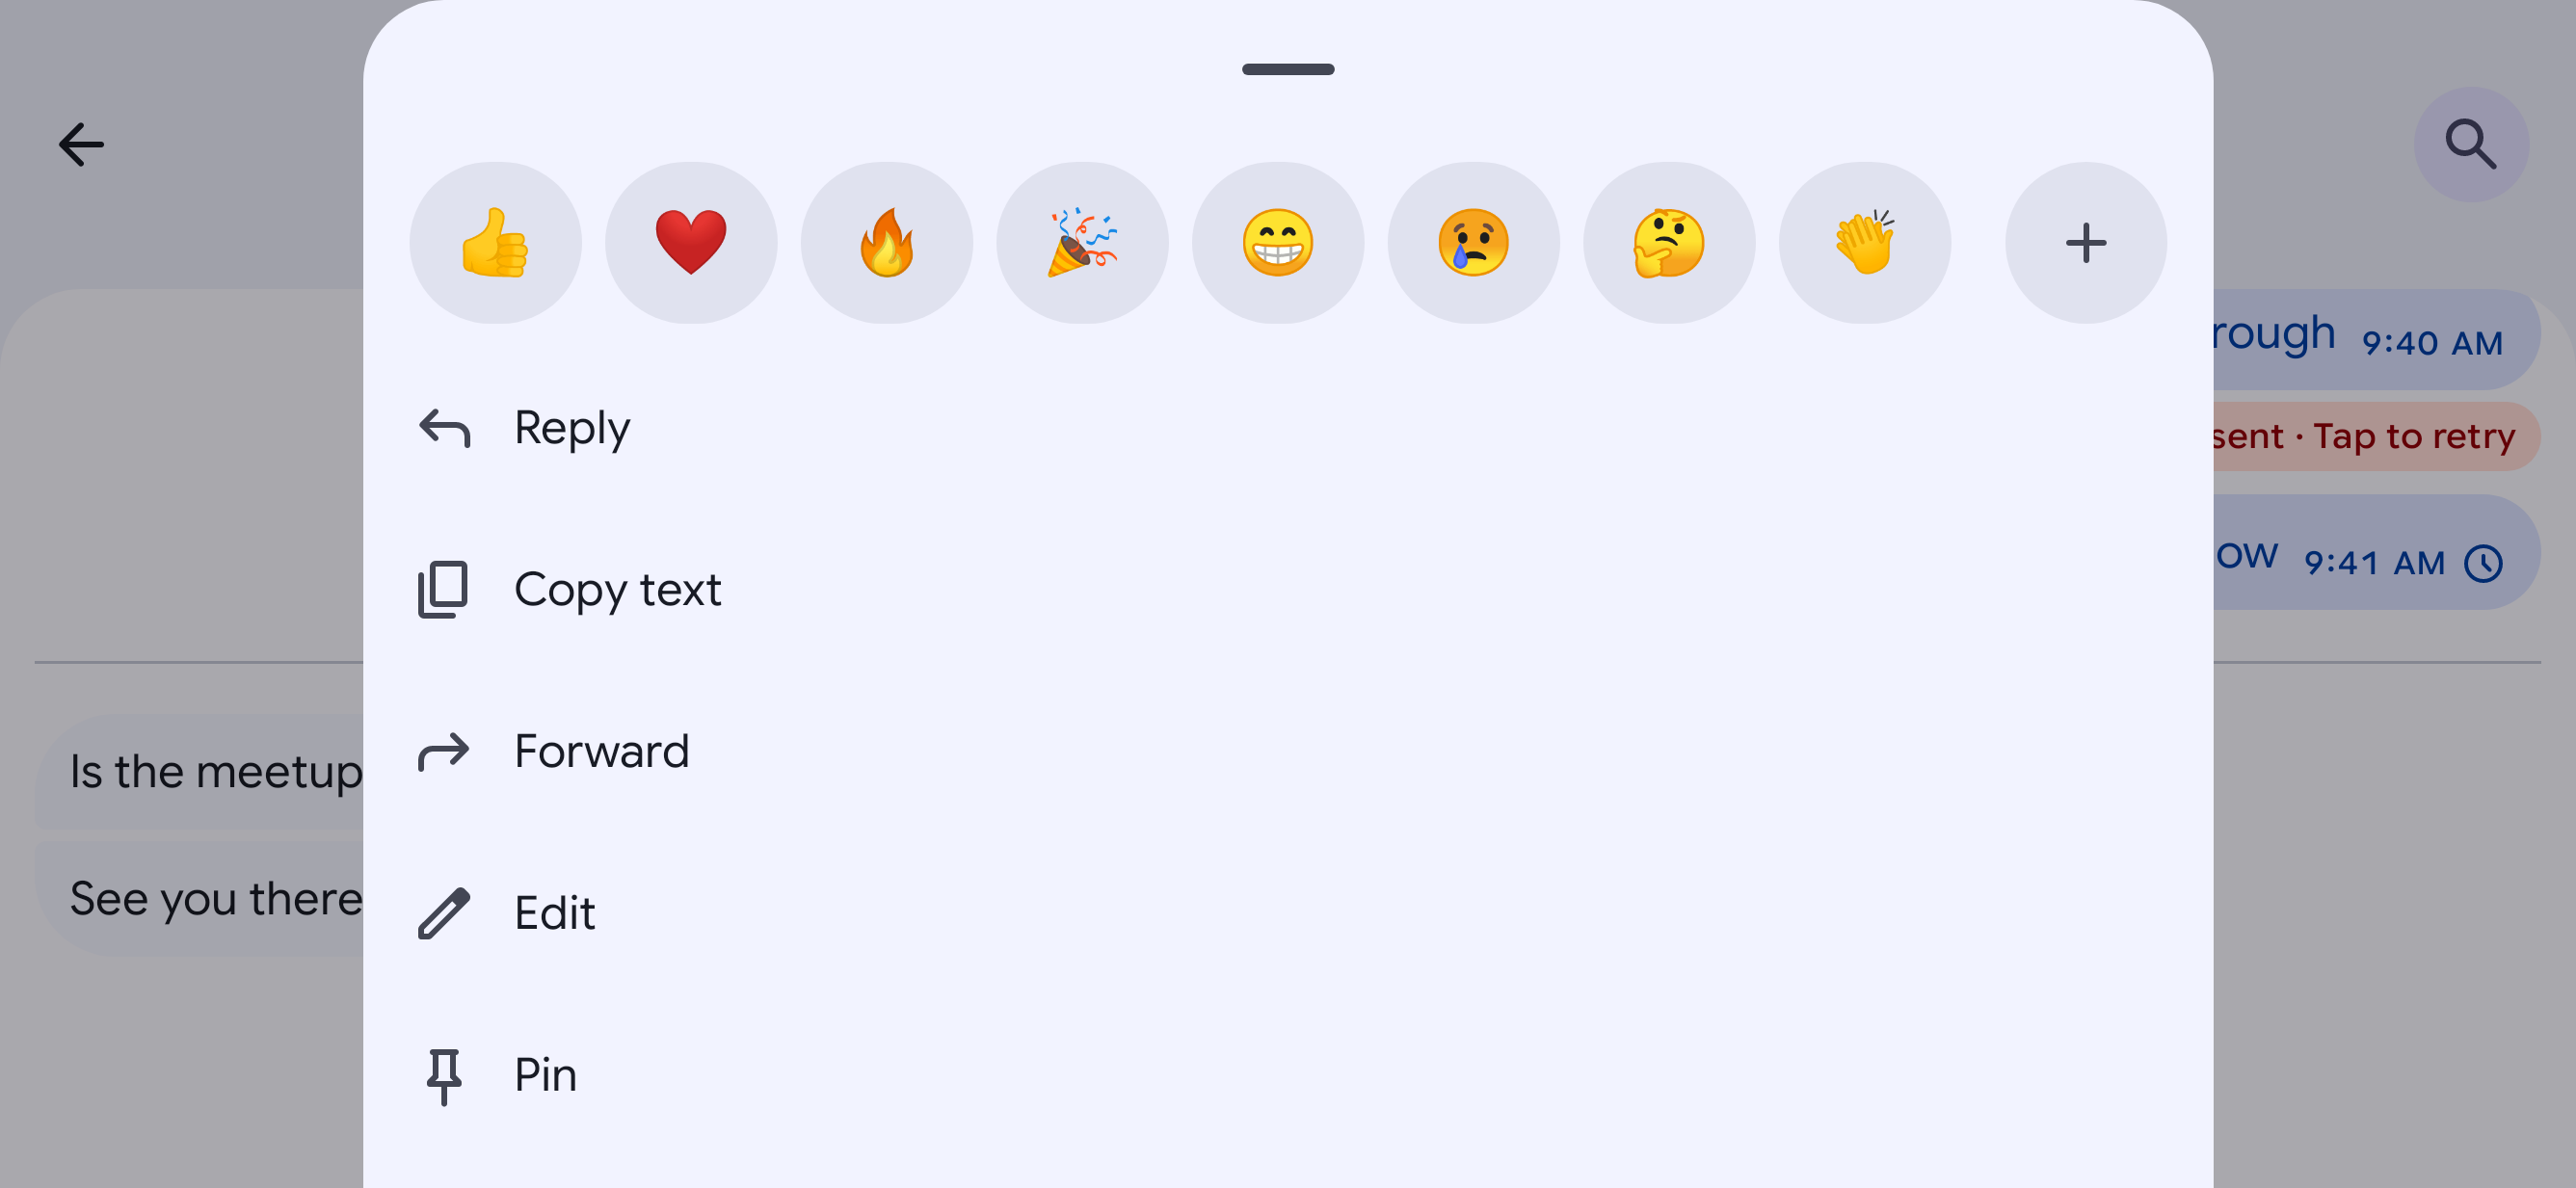 rough 9:40 AM
Reply
sent · Tap to retry
Copy text
ow 9:41 AM
Forward
Is the meetup
See you there
Edit
Pin